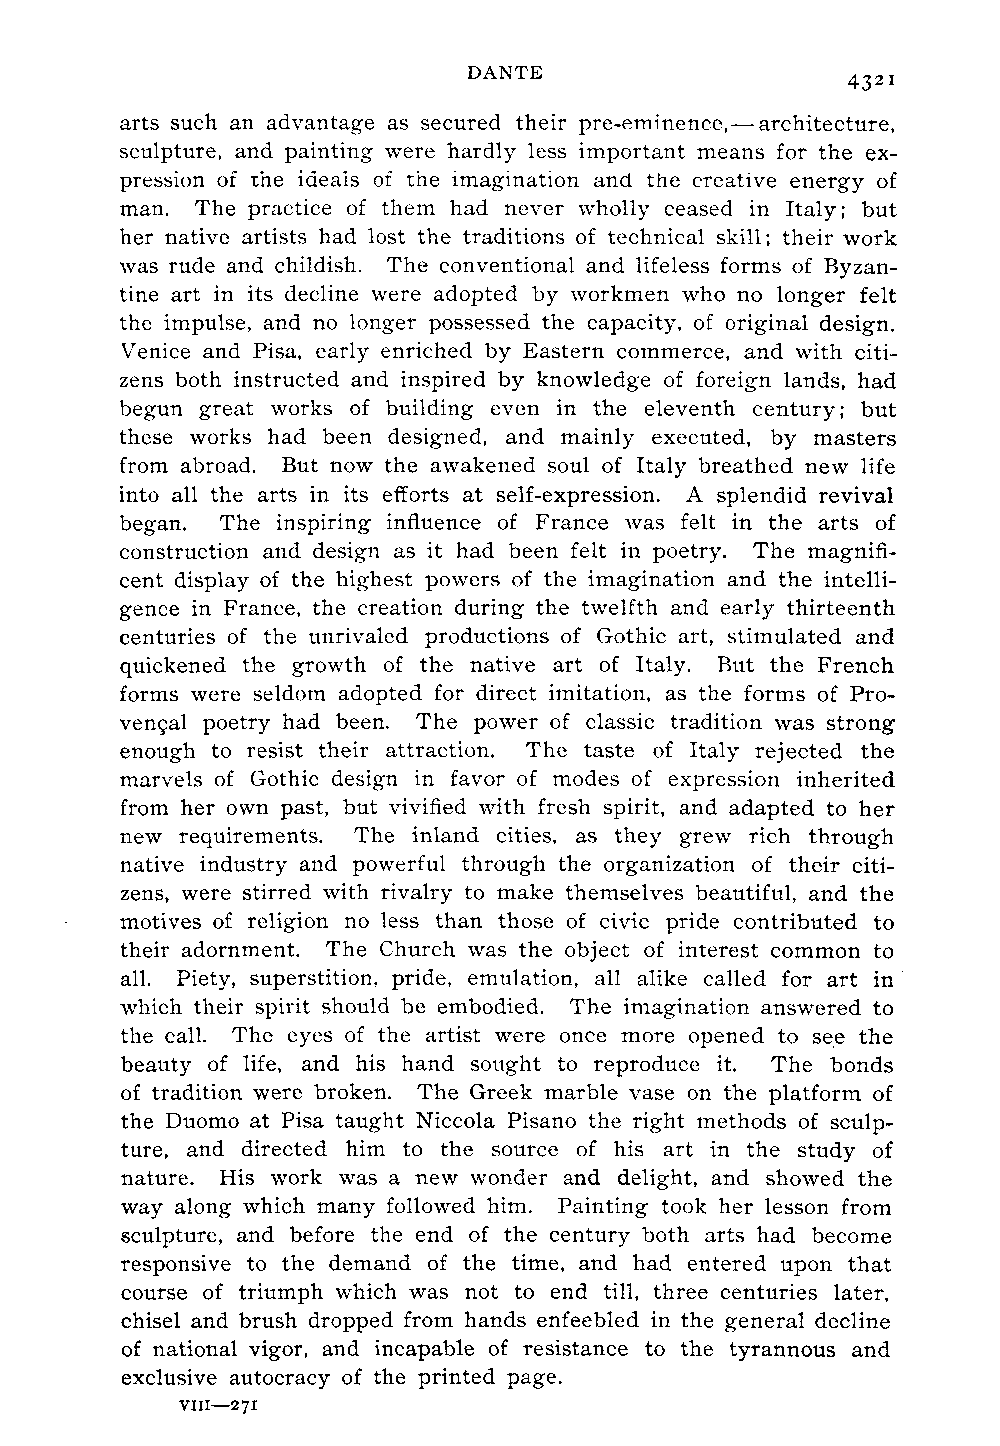 DANTE
4321
arts such an advantage as secured their pre-eminence,—architecture,
sculpture, and painting were hardly less important means for the ex-
pression of the ideals of the imagination and the creative energy of
man. The practice of them had never wholly ceased in Italy; but
her native artists had lost the traditions of technical skill; their work
was rude and childish. The conventional and lifeless forms of Byzan-
tine art in its decline were adopted by workmen who no longer felt
the impulse, and no longer possessed the capacity, of original design.
Venice and Pisa, early enriched by Eastern commerce, and with citi-
zens both instructed and inspired by knowledge of foreign lands, had
begun great works of building even in the eleventh century; but
these works had been designed, and mainly executed, by masters
from abroad. But now the awakened soul of Italy breathed new life
into all the arts in its efforts at self-expression. A splendid revival
began. The inspiring influence of France was felt in the arts of
construction and design as it had been felt in poetry. The magnifi-
cent display of the highest powers of the imagination and the intelli-
gence in France, the creation during the twelfth and early thirteenth
centuries of the unrivaled productions of Gothic art, stimulated and
quickened the growth of the native art of Italy. But the French
forms were seldom adopted for direct imitation, as the forms of Pro-
vençal poetry had been. The power of classic tradition was strong
enough to resist their attraction. The taste of Italy rejected the
marvels of Gothic design in favor of modes of expression inherited
from her own past, but vivified with fresh spirit, and adapted to her
new requirements. The inland cities, as they grew rich through
native industry and powerful through the organization of their citi-
zens, were stirred with rivalry to make themselves beautiful, and the
motives of religion no less than those of civic pride contributed to
their adornment. The Church was the object of interest common to
all. Piety, superstition, pride, emulation, all alike called for art in
which their spirit should be embodied. The imagination answered to
the call. The eyes of the artist were once more opened to see the
beauty of life, and his hand sought to reproduce it. The bonds
of tradition were broken. The Greek marble vase on the platform of
the Duomo at Pisa taught Niccola Pisano the right methods of sculp-
ture, and directed him to the source of his art in the study of
nature. His work was a new wonder and delight, and showed the
way along which many followed him. Painting took her lesson from
sculpture, and before the end of the century both arts had become
responsive to the demand of the time, and had entered upon that
course of triumph which was not to end till, three centuries later,
chisel and brush dropped from hands enfeebled in the general decline
of national vigor, and incapable of resistance to the tyrannous and
exclusive autocracy of the printed page.
VIII—271